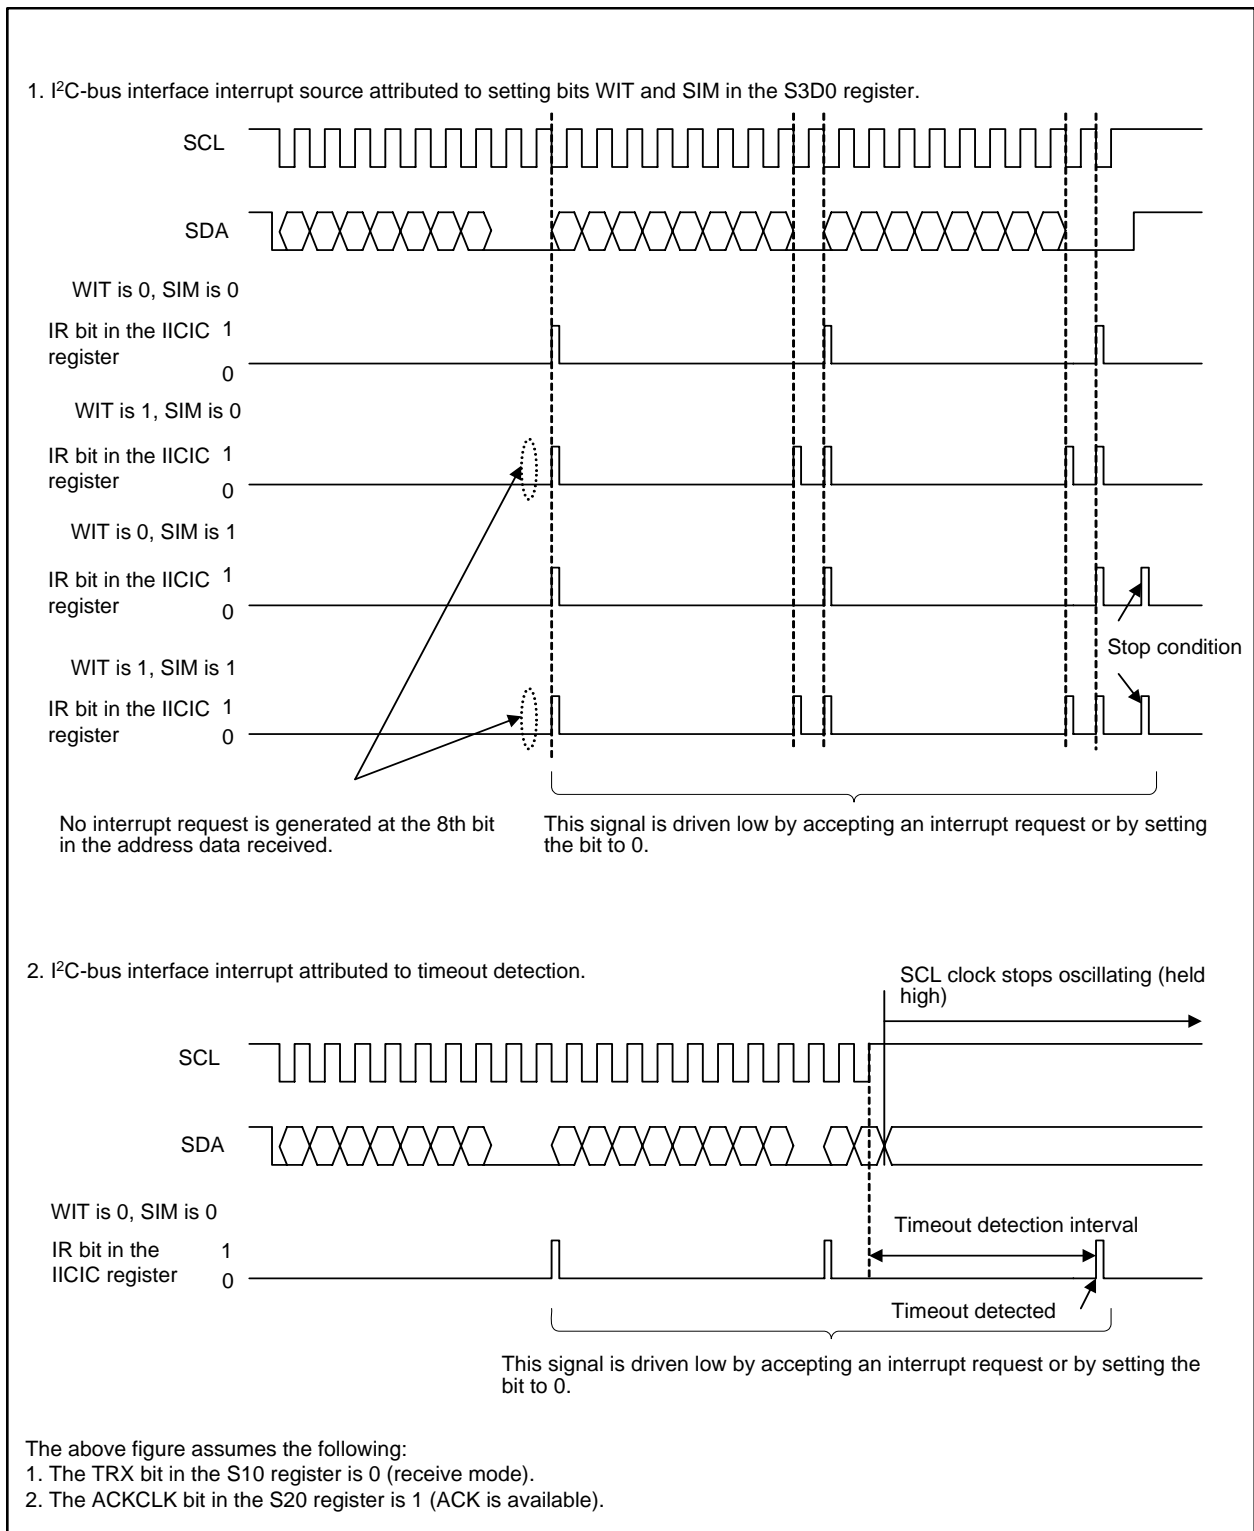 1. I²C-bus interface interrupt source attributed to setting bits WIT and SIM in the S3D0 register.
SCL
SDA
WIT is 0, SIM is 0
IR bit in the IICIC 1
register
0
WIT is 1, SIM is 0
IR bit in the IICIC 1
register
0
WIT is 0, SIM is 1
IR bit in the IICIC 1
register
0
Stop condition
WIT is 1, SIM is 1
IR bit in the IICIC 1
register
0
No interrupt request is generated at the 8th bit
in the address data received.
This signal is driven low by accepting an interrupt request or by setting
the bit to 0.
2. I²C-bus interface interrupt attributed to timeout detection.
SCL clock stops oscillating (held
high)
SCL
SDA
WIT is 0, SIM is 0
IR bit in the 1
IICIC register 0
Timeout detection interval
Timeout detected
This signal is driven low by accepting an interrupt request or by setting the
bit to 0.
The above figure assumes the following:
1. The TRX bit in the S10 register is 0 (receive mode).
2. The ACKCLK bit in the S20 register is 1 (ACK is available).